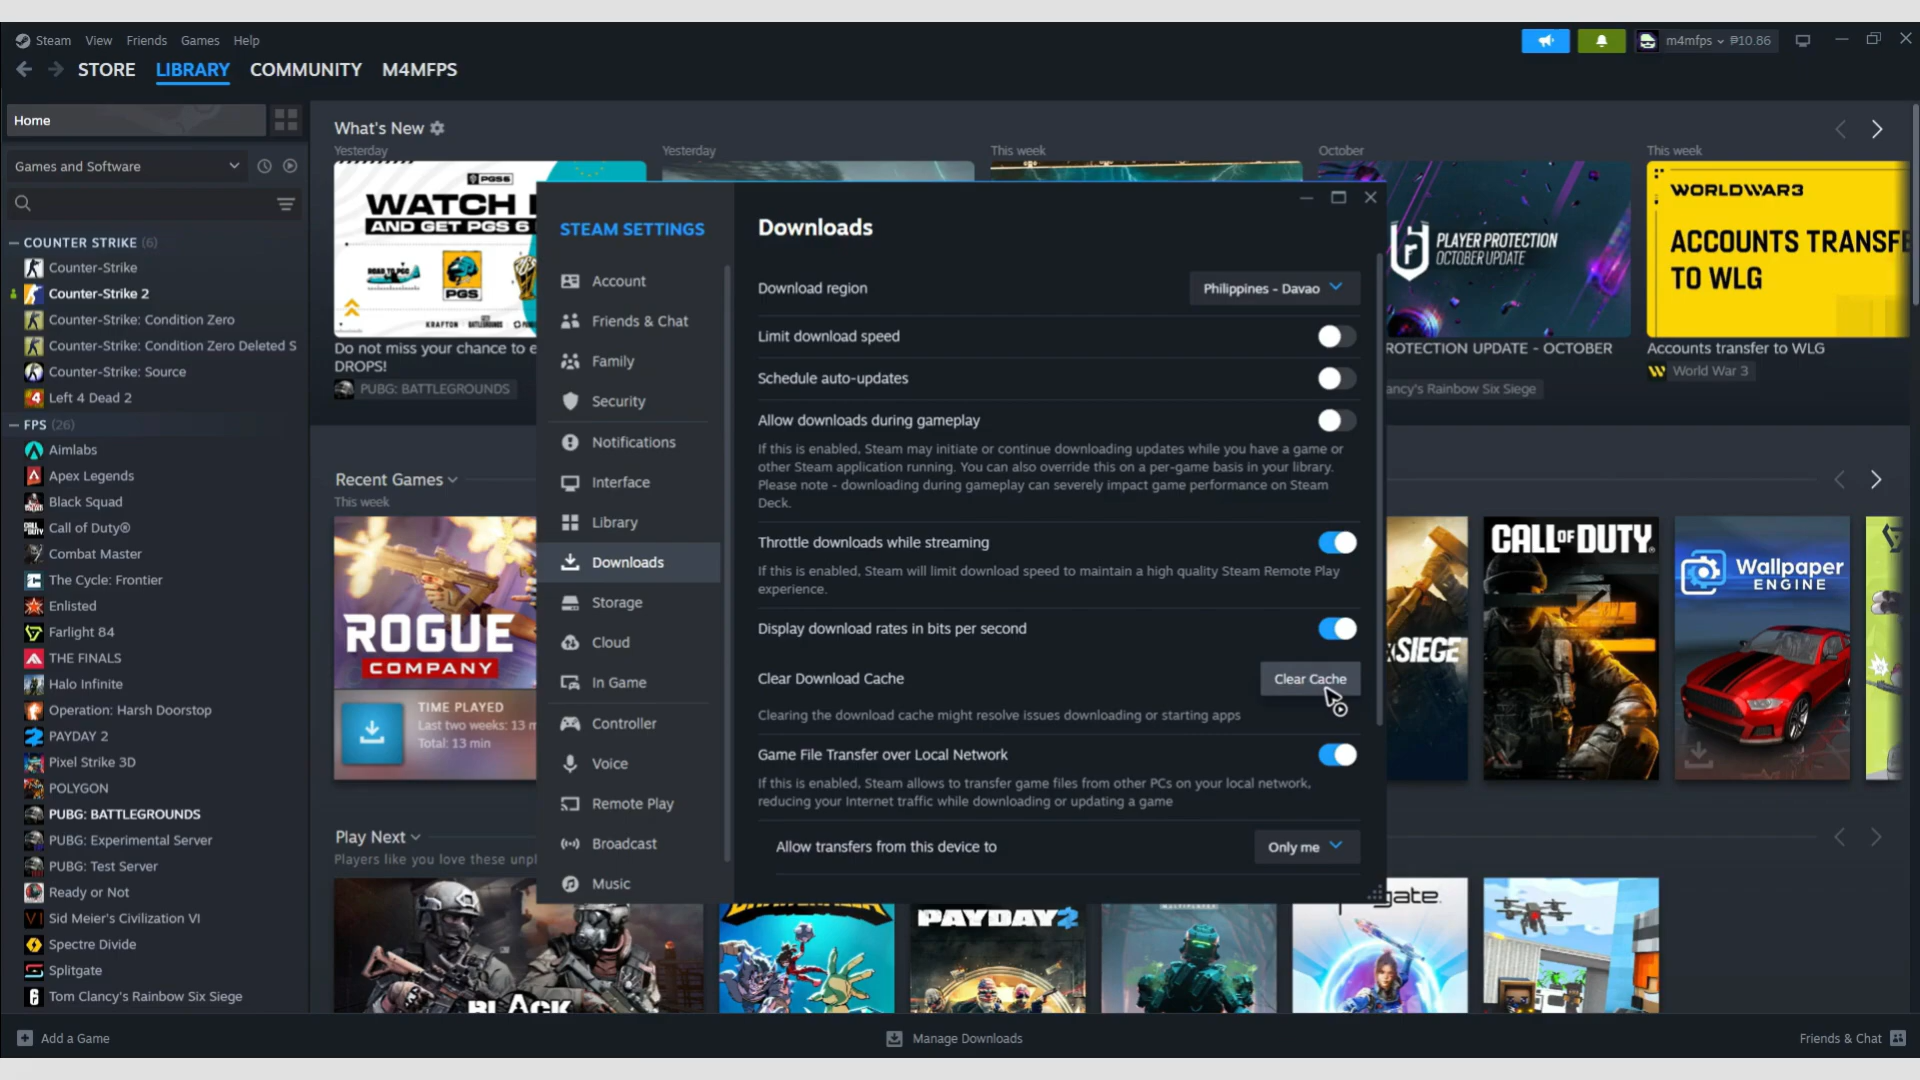 Steam View Friends Games Help
m4mfps ₱10.86
STORE LIBRARY COMMUNITY M4MFPS
Home
Games and Software
COUNTER STRIKE (6)
Counter-Strike
Counter-Strike 2
Counter-Strike: Condition Zero
Counter-Strike: Condition Zero Deleted S
Counter-Strike: Source
Left 4 Dead 2
FPS (26)
Aimlabs
Apex Legends
Black Squad
Call of Duty®
Combat Master
The Cycle: Frontier
Enlisted
Farlight 84
THE FINALS
Halo Infinite
Operation: Harsh Doorstop
PAYDAY 2
Pixel Strike 3D
POLYGON
PUBG: BATTLEGROUNDS
PUBG: Experimental Server
PUBG: Test Server
Ready or Not
Sid Meier's Civilization VI
Spectre Divide
Splitgate
Tom Clancy's Rainbow Six Siege
What's New
Yesterday
Yesterday
This week
October
This week
PGS6
WATCH
AND GET PGS 6
PGS
KRAFTON
Do not miss your chance to e
DROPS!
PUBG: BATTLEGROUNDS
PLAYER PROTECTION
OCTOBER UPDATE
ROTECTION UPDATE - OCTOBER
ancy's Rainbow Six Siege
WORLDWAR3
ACCOUNTS TRANSFE
TO WLG
Accounts transfer to WLG
World War 3
Recent Games
This week
ROGUE
COMPANY
TIME PLAYED
Last two weeks: 13 m
Total: 13 min
SIEGE
CALL OF DUTY
Wallpaper
ENGINE
Play Next
Players like you love these unpl
BLACK
PAYDAY 2
gate
STEAM SETTINGS
Account
Friends & Chat
Family
Security
Notifications
Interface
Library
Downloads
Storage
Cloud
In Game
Controller
Voice
Remote Play
Broadcast
Music
Downloads
Download region
Philippines - Davao
Limit download speed
Schedule auto-updates
Allow downloads during gameplay
If this is enabled, Steam may initiate or continue downloading updates while you have a game or
other Steam application running. You can also override this on a per-game basis in your library.
Please note - downloading during gameplay can severely impact game performance on Steam
Deck.
Throttle downloads while streaming
If this is enabled, Steam will limit download speed to maintain a high quality Steam Remote Play
experience.
Display download rates in bits per second
Clear Download Cache
Clear Cache
Clearing the download cache might resolve issues downloading or starting apps
Game File Transfer over Local Network
If this is enabled, Steam allows to transfer game files from other PCs on your local network,
reducing your Internet traffic while downloading or updating a game
Allow transfers from this device to
Only me
Add a Game
Manage Downloads
Friends & Chat